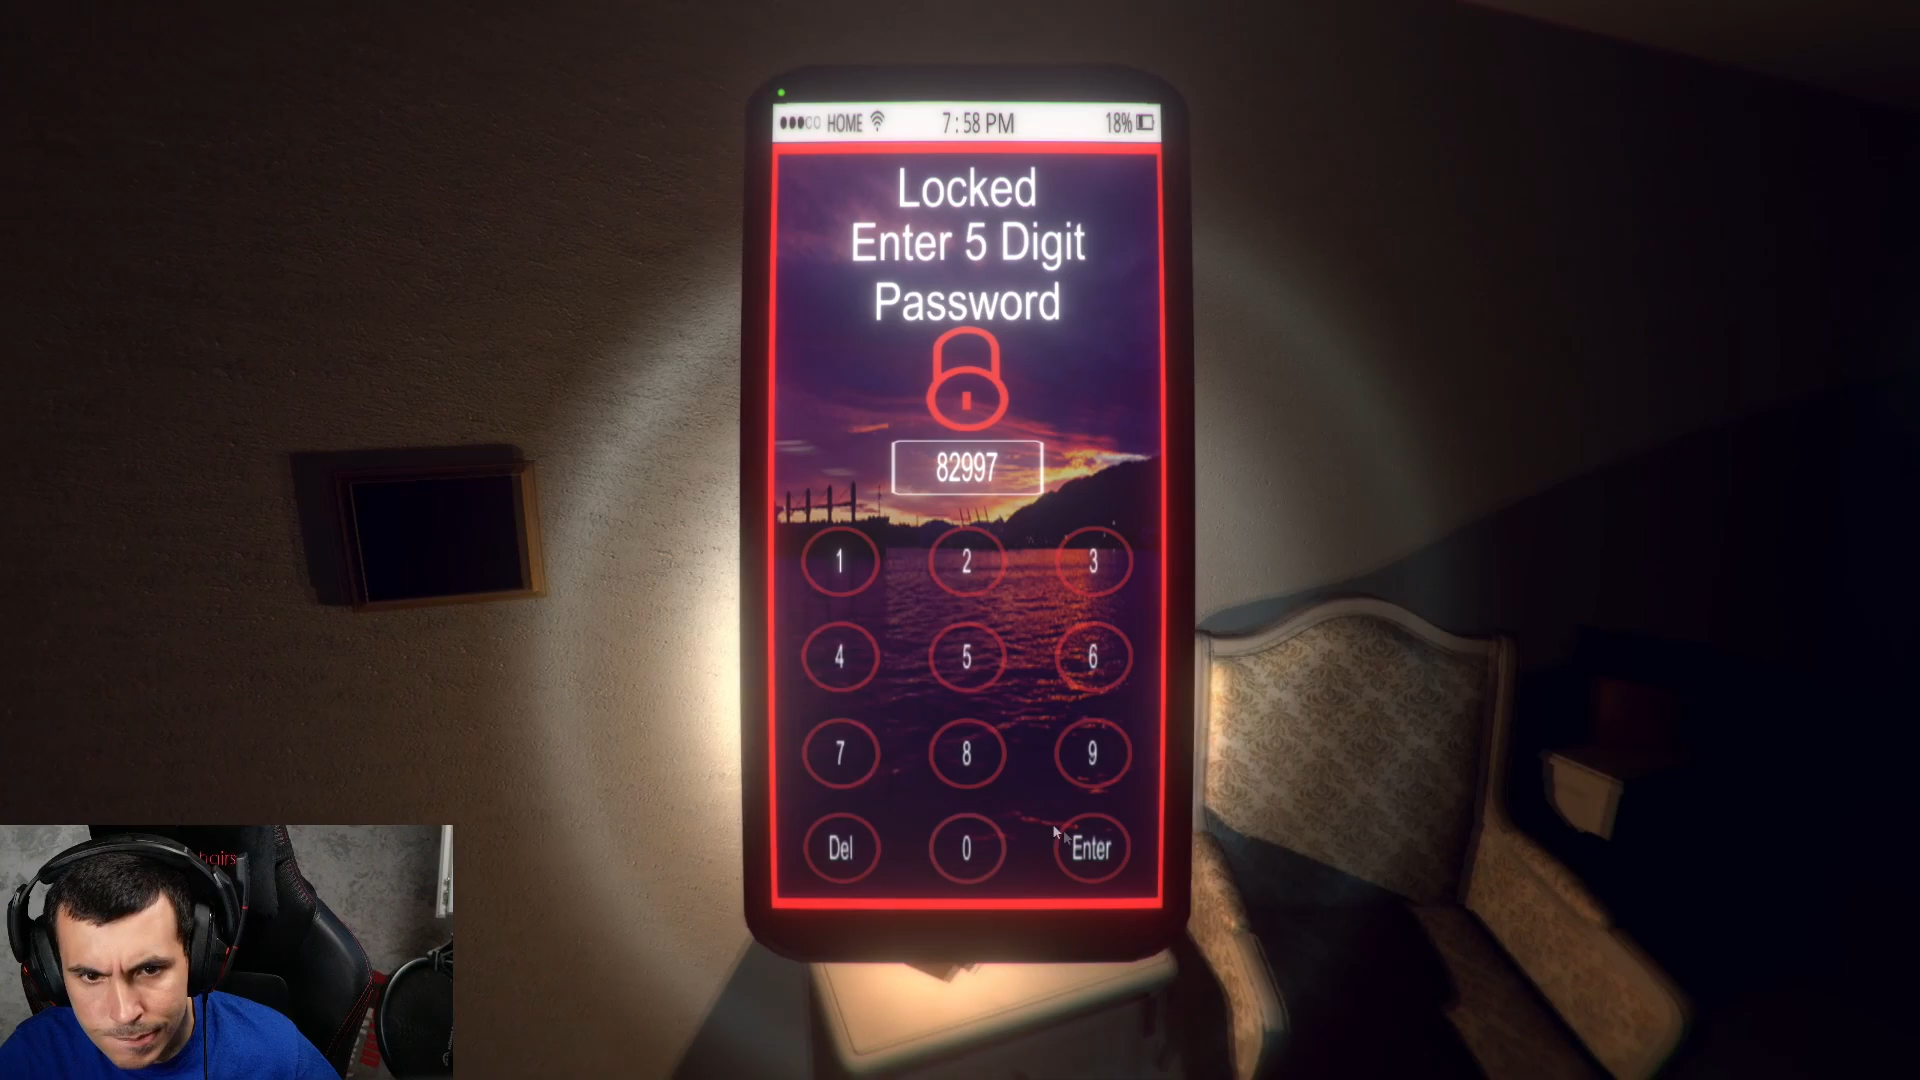 HOME 7:58 PM 18%
Locked
Enter 5 Digit
Password
82997
1 2 3
4 5 6
7 8 9
Del 0 Enter
hairs